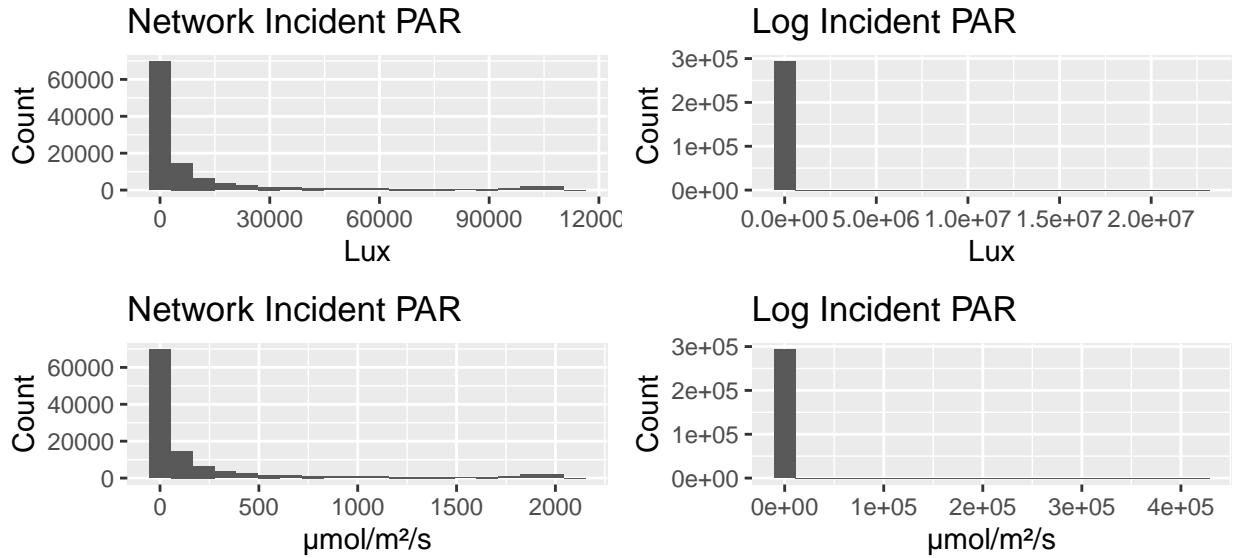 Network Incident PAR
Count
60000
40000
20000
0
0 30000 60000 90000 12000
Lux
Log Incident PAR
Count
3e+05
2e+05
1e+05
0e+00
0.0e+00 5.0e+06 1.0e+07 1.5e+07 2.0e+07
Lux
Network Incident PAR
Count
60000
40000
20000
0
0 500 1000 1500 2000
µmol/m²/s
Log Incident PAR
Count
3e+05
2e+05
1e+05
0e+00
0e+00 1e+05 2e+05 3e+05 4e+05
µmol/m²/s